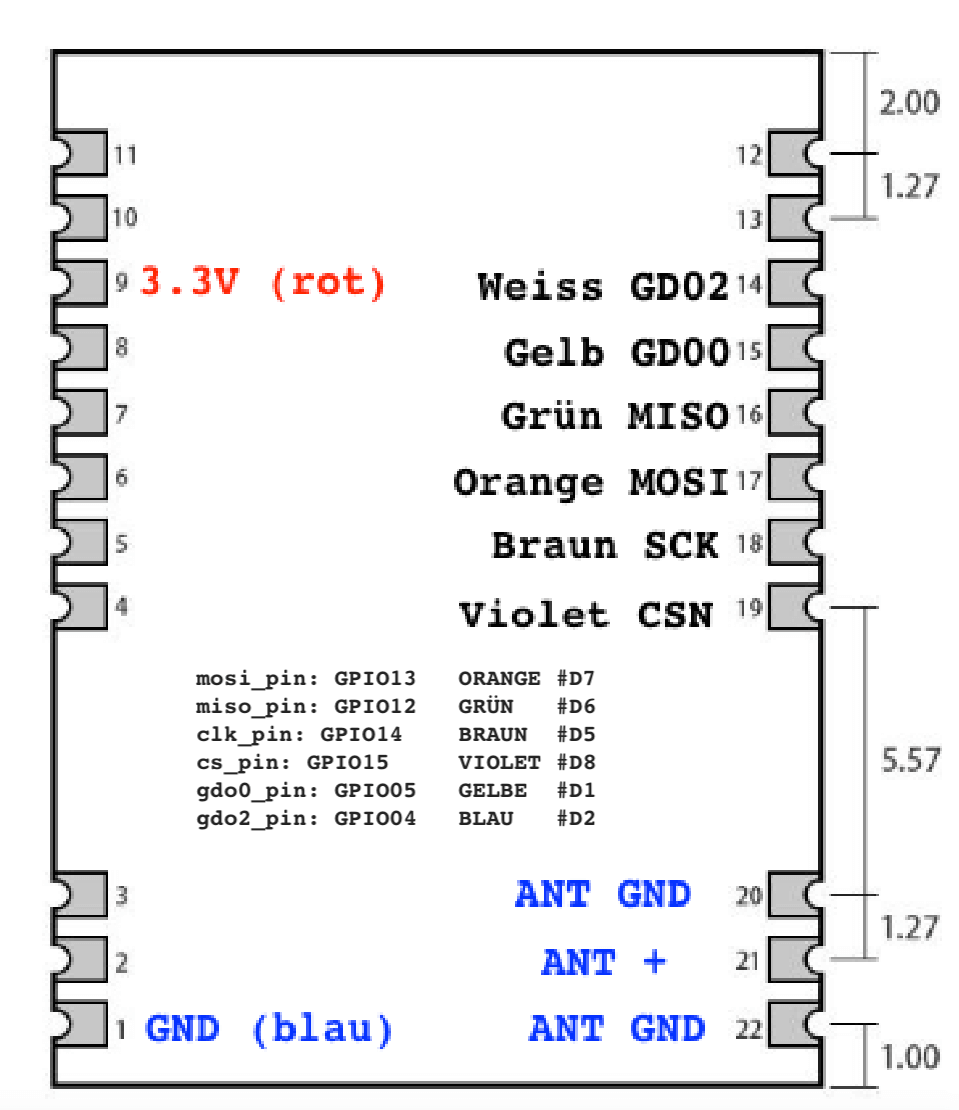 2.00
11 12
1.27
10 13
9 3.3V (rot) Weiss GD02 14
8 Gelb GD00 15
7 Grün MISO 16
6 Orange MOSI 17
5 Braun SCK 18
4 Violet CSN 19
mosi_pin: GPIO13 ORANGE #D7
miso_pin: GPIO12 GRÜN #D6
clk_pin: GPIO14 BRAUN #D5
5.57
cs_pin: GPIO15 VIOLET #D8
gdo0_pin: GPIO05 GELBE #D1
gdo2_pin: GPIO04 BLAU #D2
3 ANT GND 20
1.27
2 ANT + 21
1 GND (blau) ANT GND 22
1.00